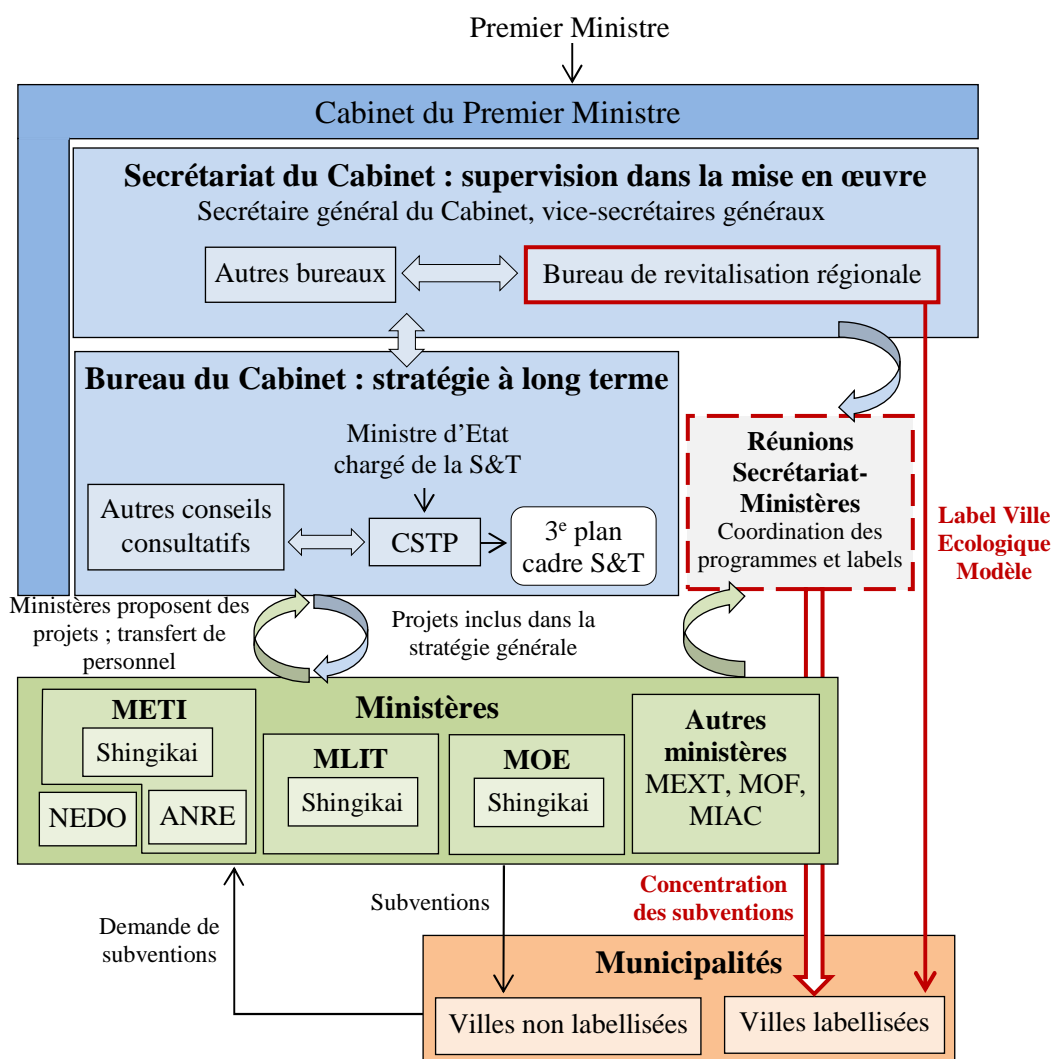 Premier Ministre
Cabinet du Premier Ministre
Secrétariat du Cabinet : supervision dans la mise en œuvre
Secrétaire général du Cabinet, vice-secrétaires généraux
Autres bureaux
Bureau de revitalisation régionale
Bureau du Cabinet : stratégie à long terme
Ministre d’Etat
chargé de la S&T
Autres conseils
consultatifs
CSTP
3e plan
cadre S&T
Réunions
Secrétariat-
Ministères
Coordination des
programmes et labels
Label Ville
Ecologique
Modèle
Ministères proposent des
projets ; transfert de
personnel
Projets inclus dans la
stratégie générale
Ministères
METI
Shingikai
NEDO
ANRE
MLIT
Shingikai
MOE
Shingikai
Autres
ministères
MEXT, MOF,
MIAC
Demande de
subventions
Subventions
Concentration
des subventions
Municipalités
Villes non labellisées
Villes labellisées